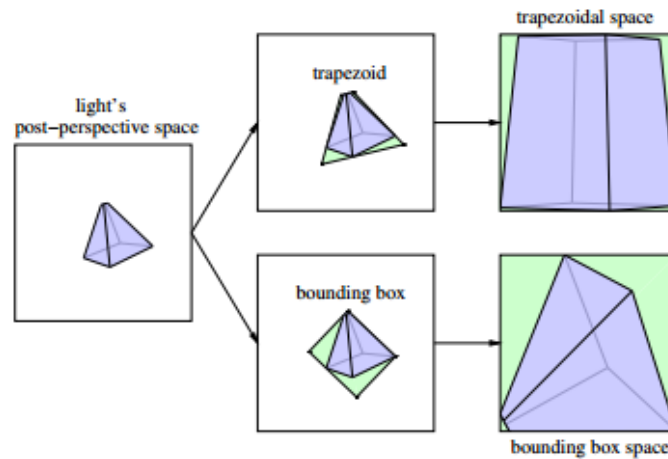 trapezoidal space
trapezoid
light's
post-perspective space
bounding box
bounding box space